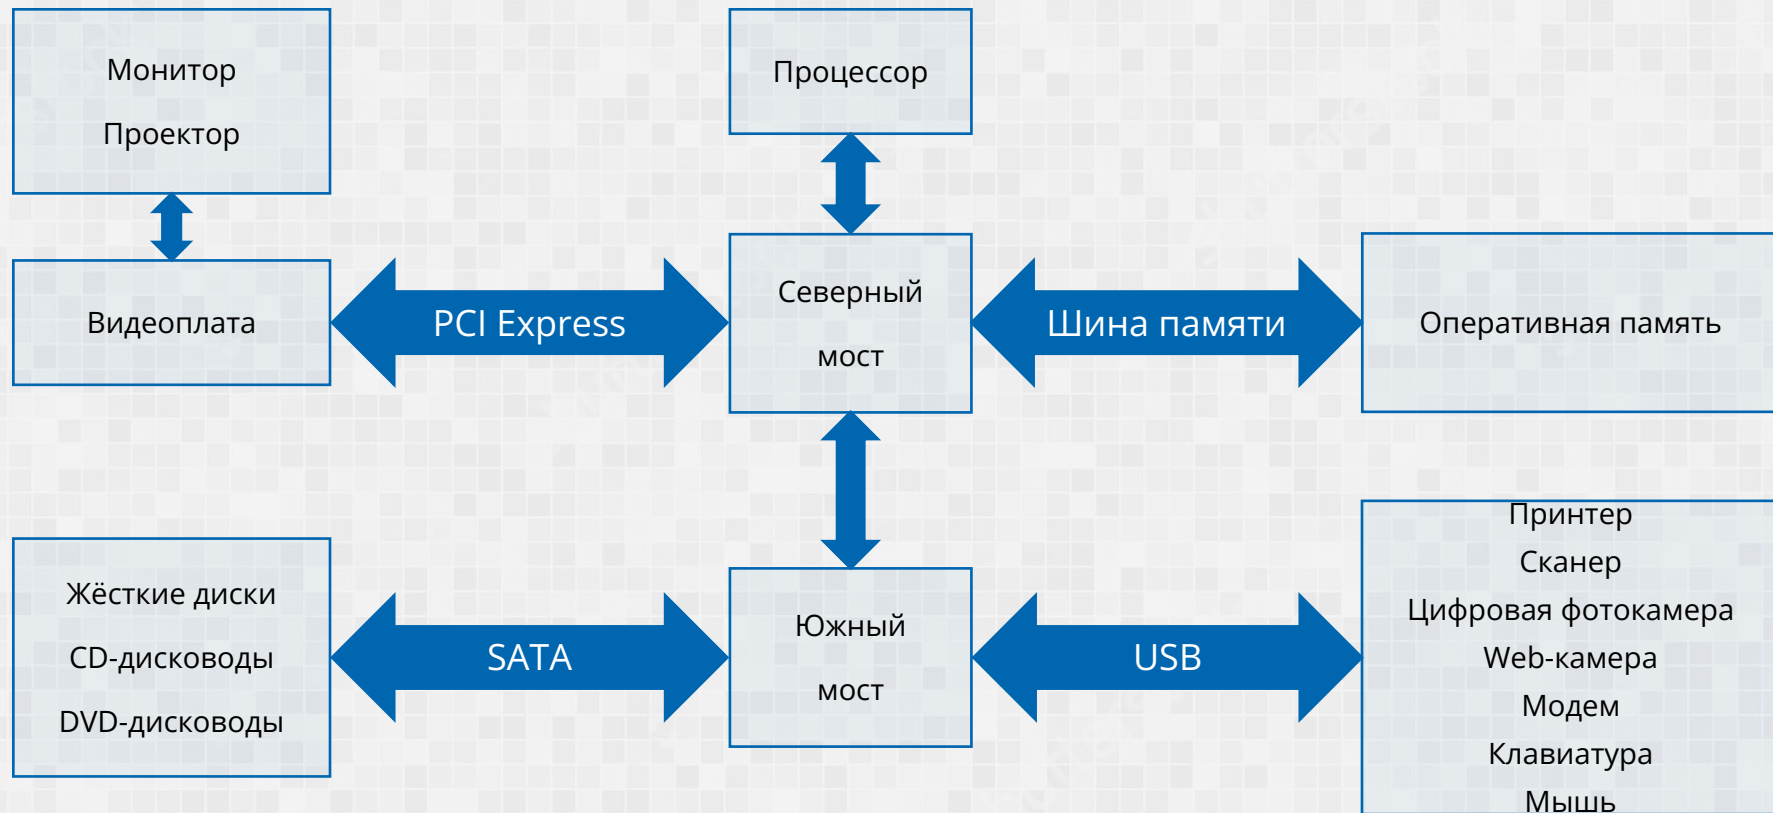 Монитор
Проектор
Процессор
Видеоплата
PCI Express
Северный
мост
Шина памяти
Оперативная память
Жёсткие диски
CD-дисководы
DVD-дисководы
SATA
Южный
мост
USB
Принтер
Сканер
Цифровая фотокамера
Web-камера
Модем
Клавиатура
Мышь